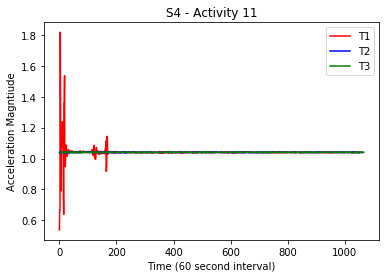 S4 - Activity 11
T1
T2
T3
Acceleration Magntiude
1.8
1.6
1.4
1.2
1.0
0.8
0.6
0
200
400
600
800
1000
Time (60 second interval)